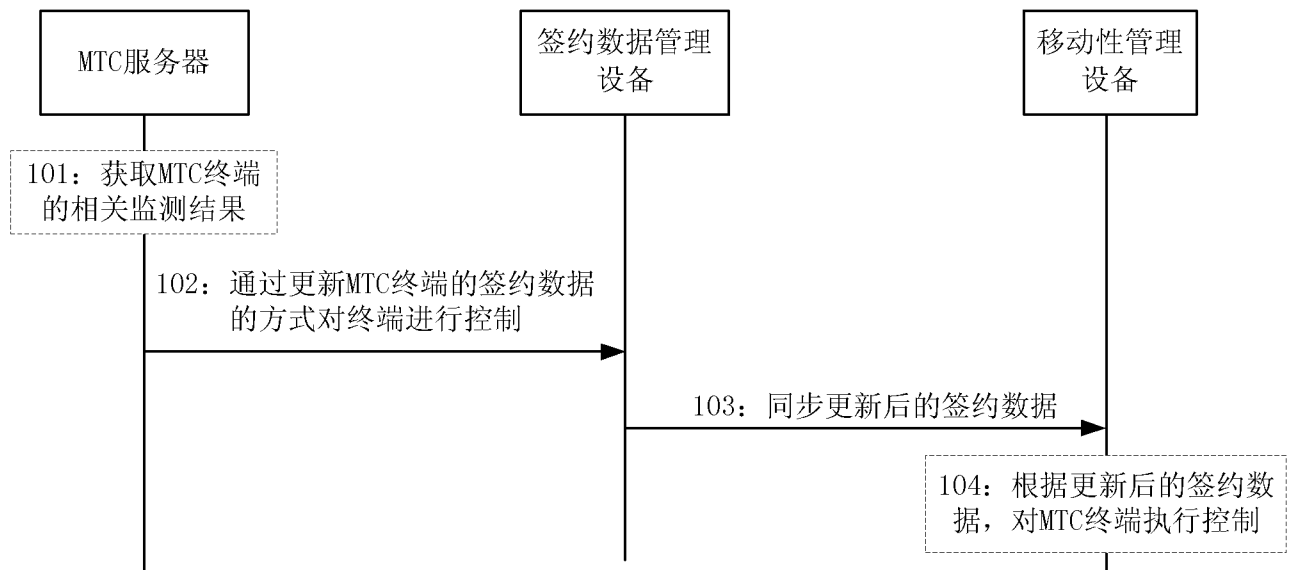 MTC服务器
签约数据管理
设备
移动性管理
设备
101：获取MTC终端
的相关监测结果
102：通过更新MTC终端的签约数据
的方式对终端进行控制
103：同步更新后的签约数据
104：根据更新后的签约数
据，对MTC终端执行控制